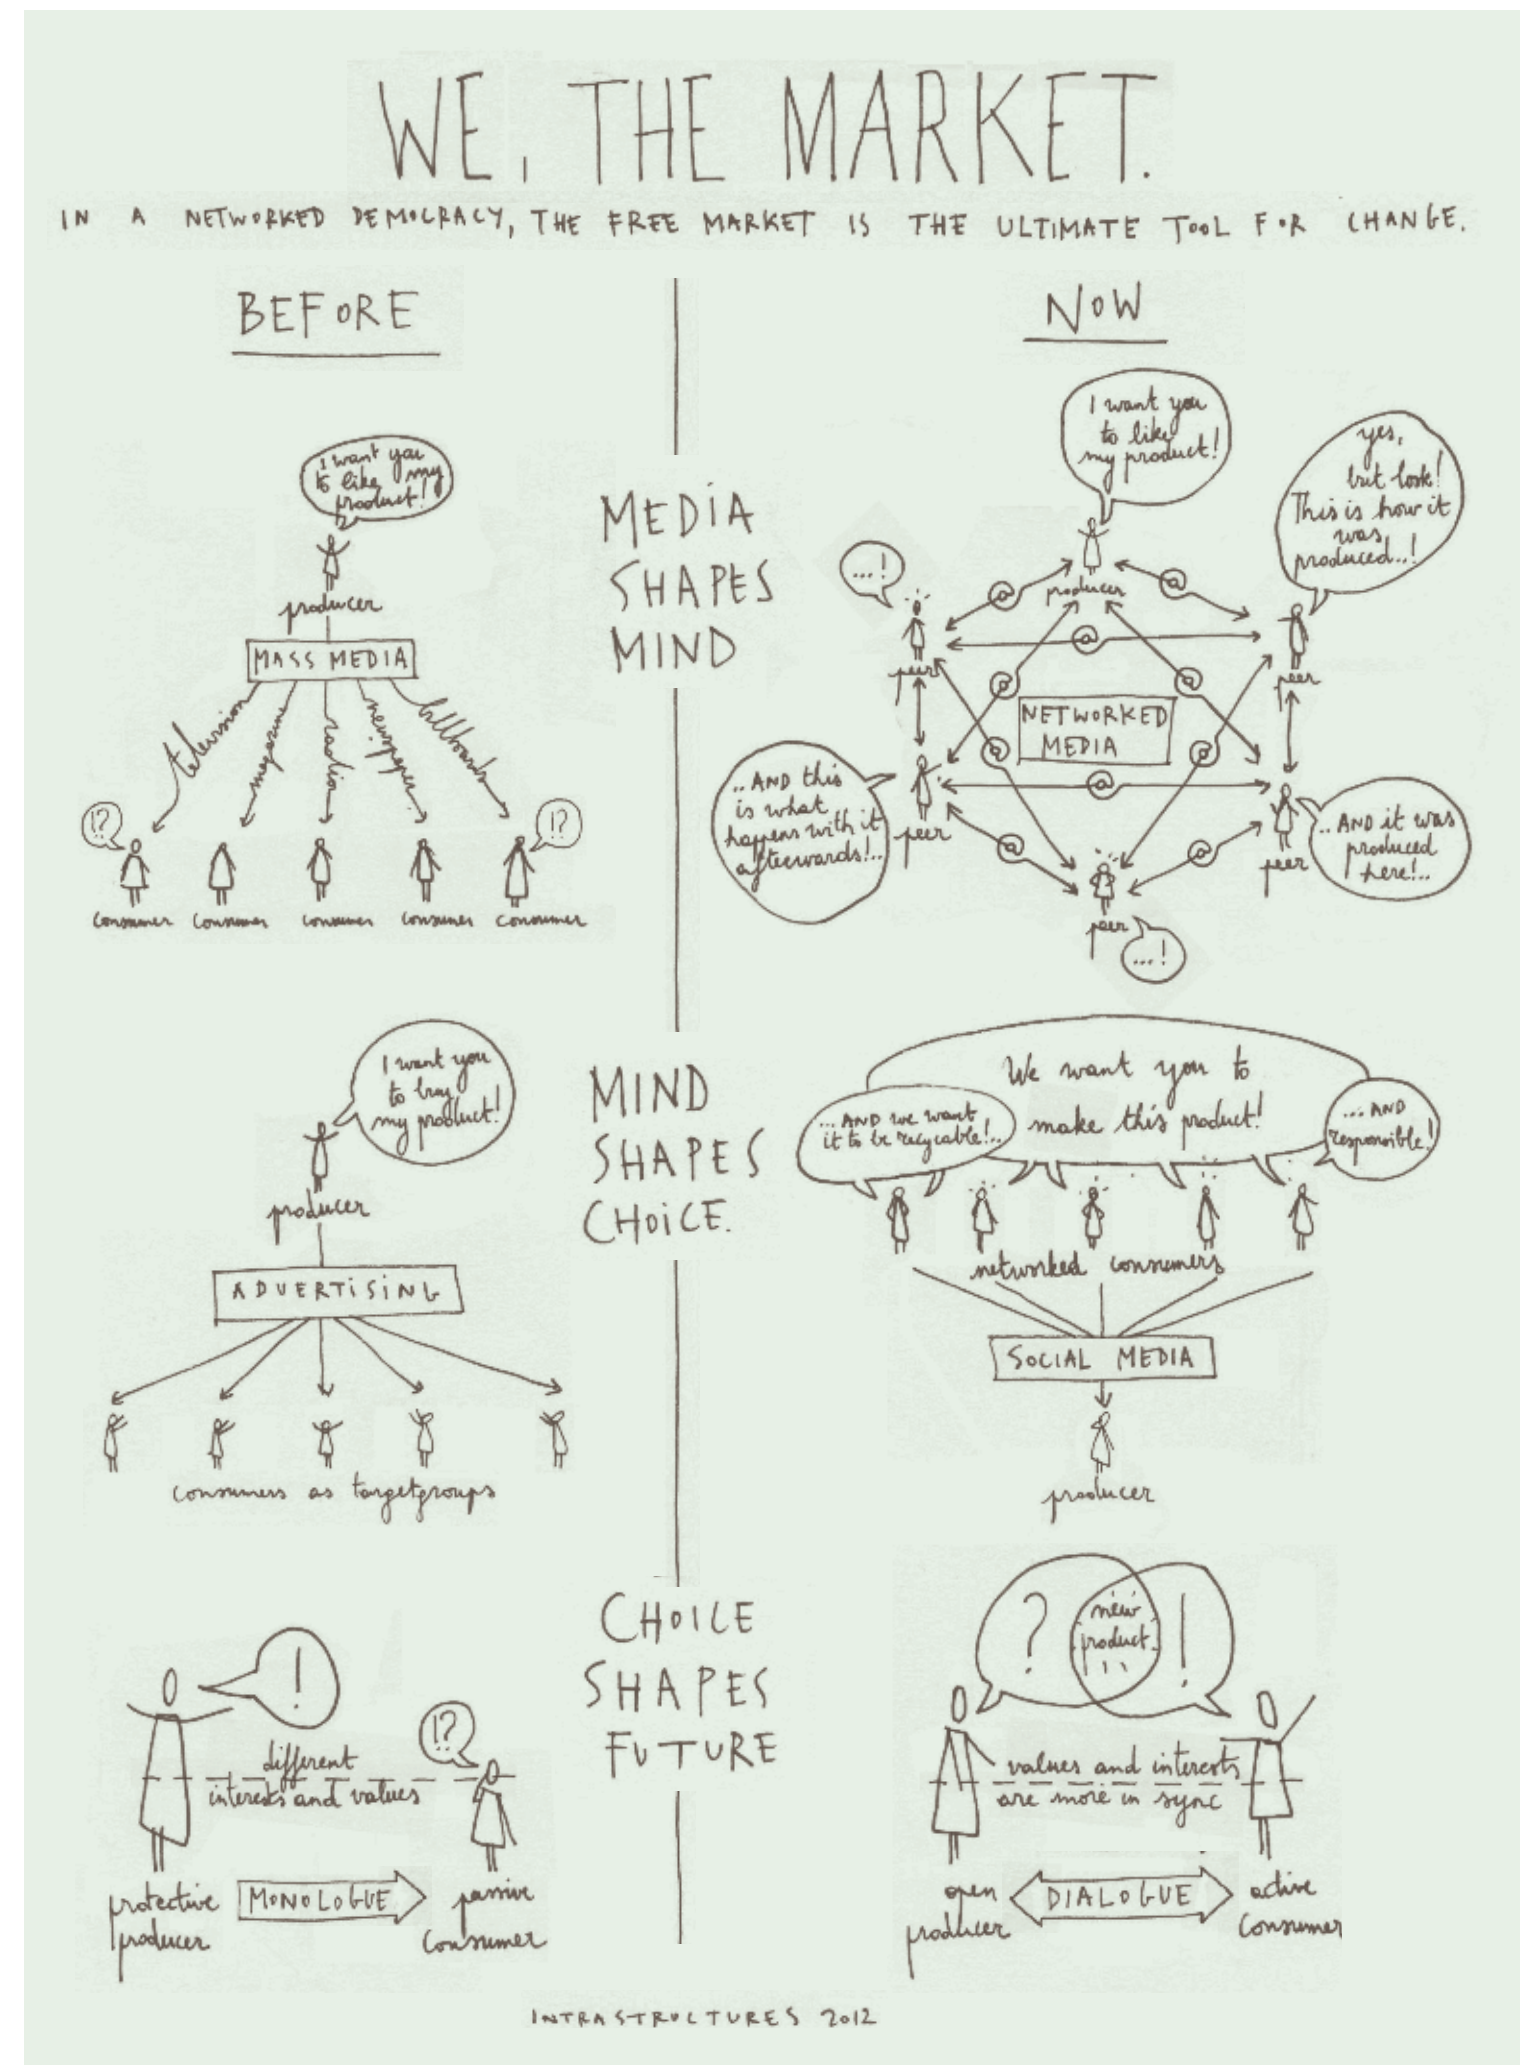 WE, THE MARKET.
IN A NETWORKED DEMOCRACY, THE FREE MARKET IS THE ULTIMATE TOOL FOR CHANGE.
BEFORE
NOW
MEDIA
SHAPES
MIND
I want you
to like my
product!
producer
MASS MEDIA
television
magazine
radio
newspaper
billboards
!?
!?
consumer
consumer
consumer
consumer
consumer
I want you
to like
my product!
yes,
but look!
This is how it
was
produced..!
...!
producer
@
@
peer
@
peer
@
@
NETWORKED
MEDIA
@
@
.. AND this
is what
happens with it
afterwards!..
peer
@
peer
.. AND it was
produced
here!..
@
@
peer
...!
MIND
SHAPES
CHOICE.
I want you
to buy
my product!
producer
ADVERTISING
consumers as targetgroups
We want you to
make this product!
... AND we want
it to be recycable!..
... AND
responsible!
networked consumers
SOCIAL MEDIA
producer
CHOICE
SHAPES
FUTURE
!
!?
different
interests and values
protective
producer
MONOLOGUE
passive
consumer
?
new
product
!
values and interests
are more in sync
open
producer
DIALOGUE
active
consumer
INTRASTRUCTURES 2012